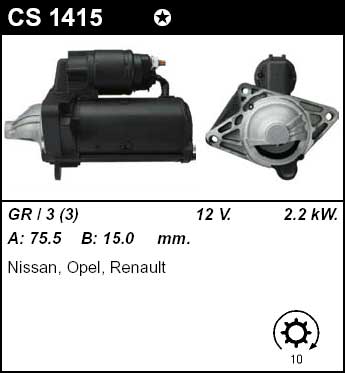 CS 1415
GR / 3 (3) 12 V. 2.2 kW.
A: 75.5 B: 15.0 mm.
Nissan, Opel, Renault
10